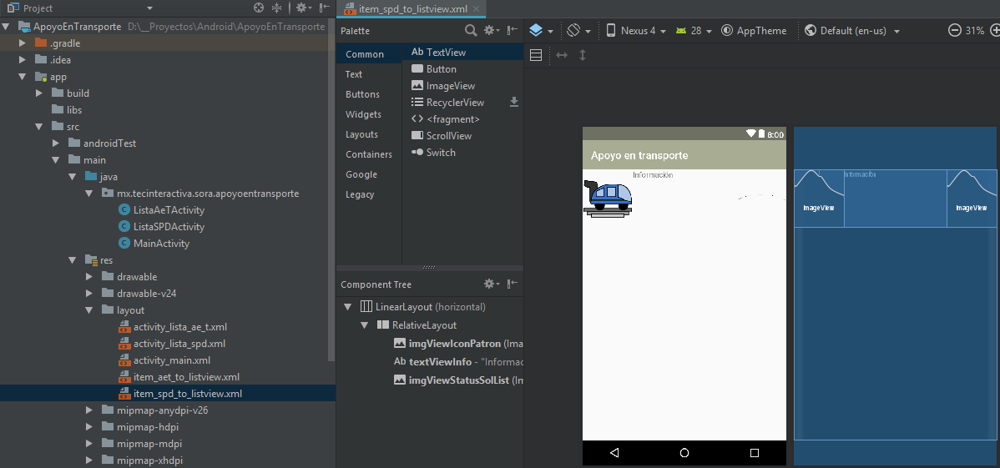 Project
ApoyoEnTransporte D:\__Proyectos\Android\ApoyoEnTransporte
.gradle
.idea
app
build
libs
src
androidTest
main
java
mx.tecinteractiva.sora.apoyoentransporte
ListaAeTActivity
ListaSPDActivity
MainActivity
res
drawable
drawable-v24
layout
activity_lista_ae_t.xml
activity_lista_spd.xml
activity_main.xml
item_aet_to_listview.xml
item_spd_to_listview.xml
mipmap-anydpi-v26
mipmap-hdpi
mipmap-mdpi
mipmap-xhdpi
item_spd_to_listview.xml
Palette
Common
Text
Buttons
Widgets
Layouts
Containers
Google
Legacy
Ab TextView
Button
ImageView
RecyclerView
<fragment>
ScrollView
Switch
Component Tree
LinearLayout (horizontal)
RelativeLayout
imgViewIconPatron (Ima
Ab textViewInfo - "Informac
imgViewStatusSolList (Im
Nexus 4
28
AppTheme
Default (en-us)
31%
8:00
Apoyo en transporte
Información
Información
ImageView
ImageView